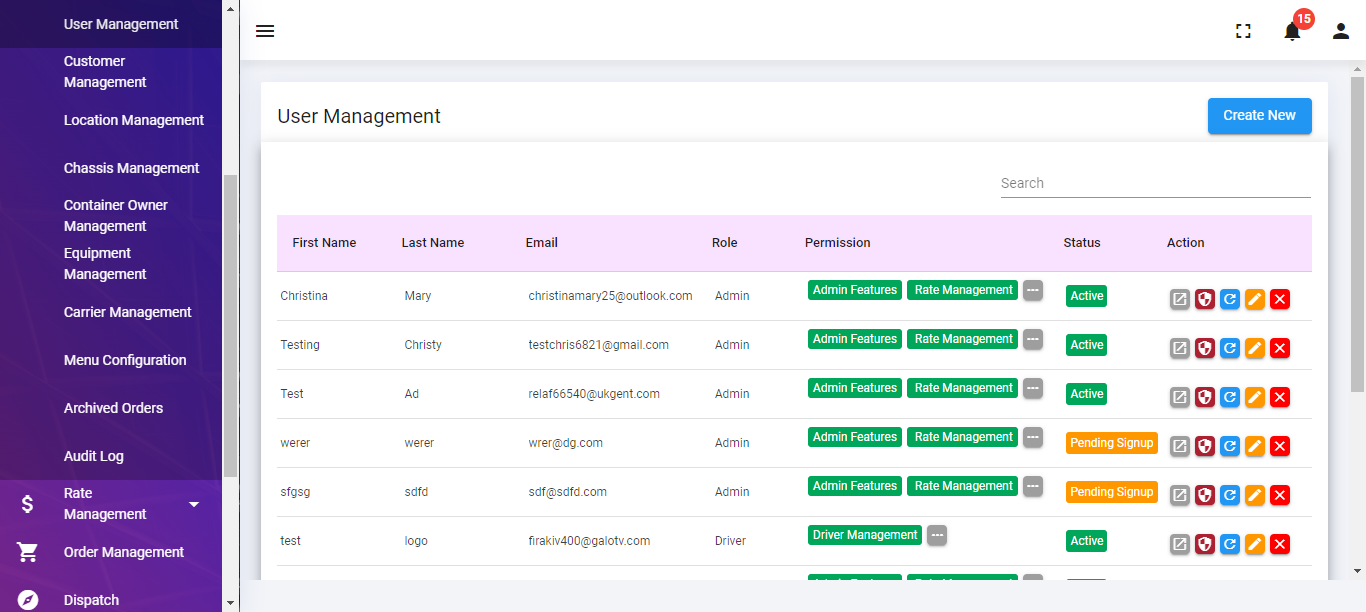 User Management
Customer
Management
Location Management
Chassis Management
Container Owner
Management
Equipment
Management
Carrier Management
Menu Configuration
Archived Orders
Audit Log
Rate
Management
Order Management
Dispatch
15
User Management
Create New
Search
First Name Last Name Email Role Permission Status Action
Christina Mary christinamary25@outlook.com Admin Admin Features Rate Management Active
Testing Christy testchris6821@gmail.com Admin Admin Features Rate Management Active
Test Ad relaf66540@ukgent.com Admin Admin Features Rate Management Active
werer werer wrer@dg.com Admin Admin Features Rate Management Pending Signup
sfgsg sdfd sdf@sdfd.com Admin Admin Features Rate Management Pending Signup
test logo firakiv400@galotv.com Driver Driver Management Active